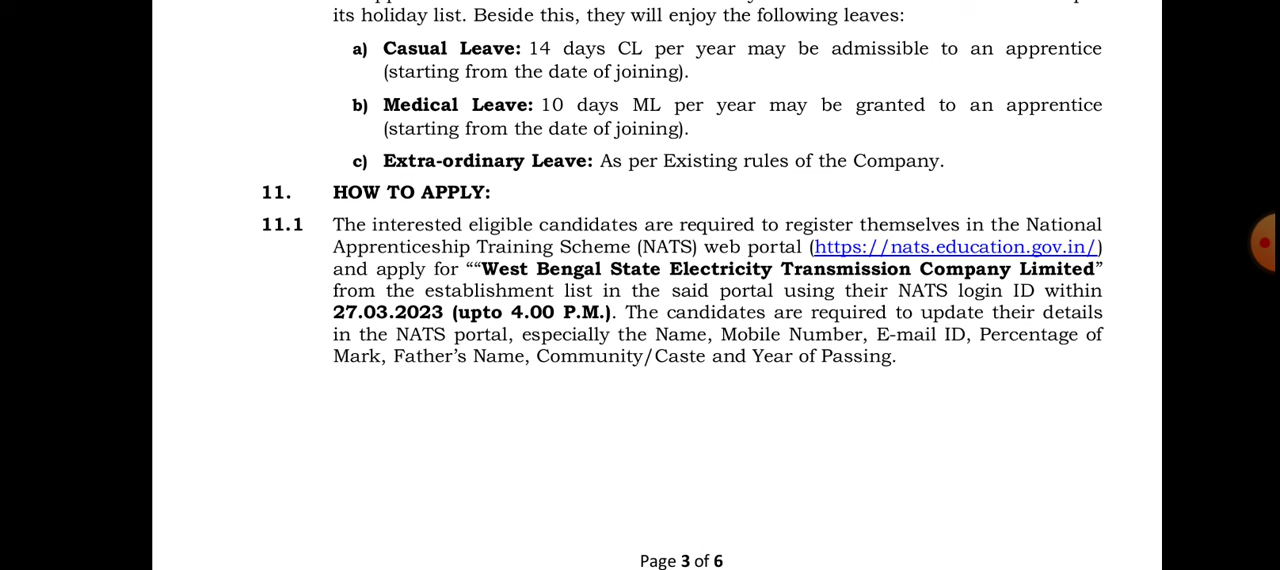 its holiday list. Beside this, they will enjoy the following leaves:
a) Casual Leave: 14 days CL per year may be admissible to an apprentice
(starting from the date of joining).
b) Medical Leave: 10 days ML per year may be granted to an apprentice
(starting from the date of joining).
c) Extra-ordinary Leave: As per Existing rules of the Company.
11. HOW TO APPLY:
11.1 The interested eligible candidates are required to register themselves in the National
Apprenticeship Training Scheme (NATS) web portal (https://nats.education.gov.in/)
and apply for ““West Bengal State Electricity Transmission Company Limited”
from the establishment list in the said portal using their NATS login ID within
27.03.2023 (upto 4.00 P.M.). The candidates are required to update their details
in the NATS portal, especially the Name, Mobile Number, E-mail ID, Percentage of
Mark, Father’s Name, Community/Caste and Year of Passing.
Page 3 of 6